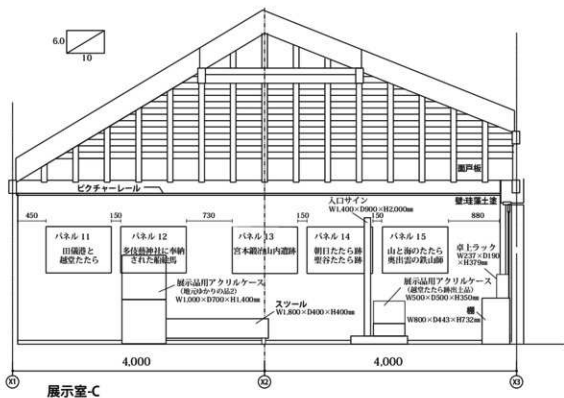 6.0
10
面戸板
ピクチャーレール
壁:珪藻土塗
入口サイン
W1,400×D900×H2,000㎜
450
150
730
150
150
880
パネル 11
田儀港と
越堂たたら
パネル 12
多伎藝神社に奉納
された船絵馬
パネル 13
宮本鍛冶山内遺跡
パネル 14
朝日たたら跡
聖谷たたら跡
パネル 15
山と海のたたら
奥出雲の鉄山師
卓上ラック
W237×D190
×H379㎜
展示品用アクリルケース
(地元ゆかりの品2)
W1,000×D700×H1,400㎜
展示品用アクリルケース
(越堂たたら跡出土品)
W500×D500×H350㎜
スツール
W1,800×D400×H400㎜
棚
W800×D443×H732㎜
4,000
4,000
X1
X2
X3
展示室-C